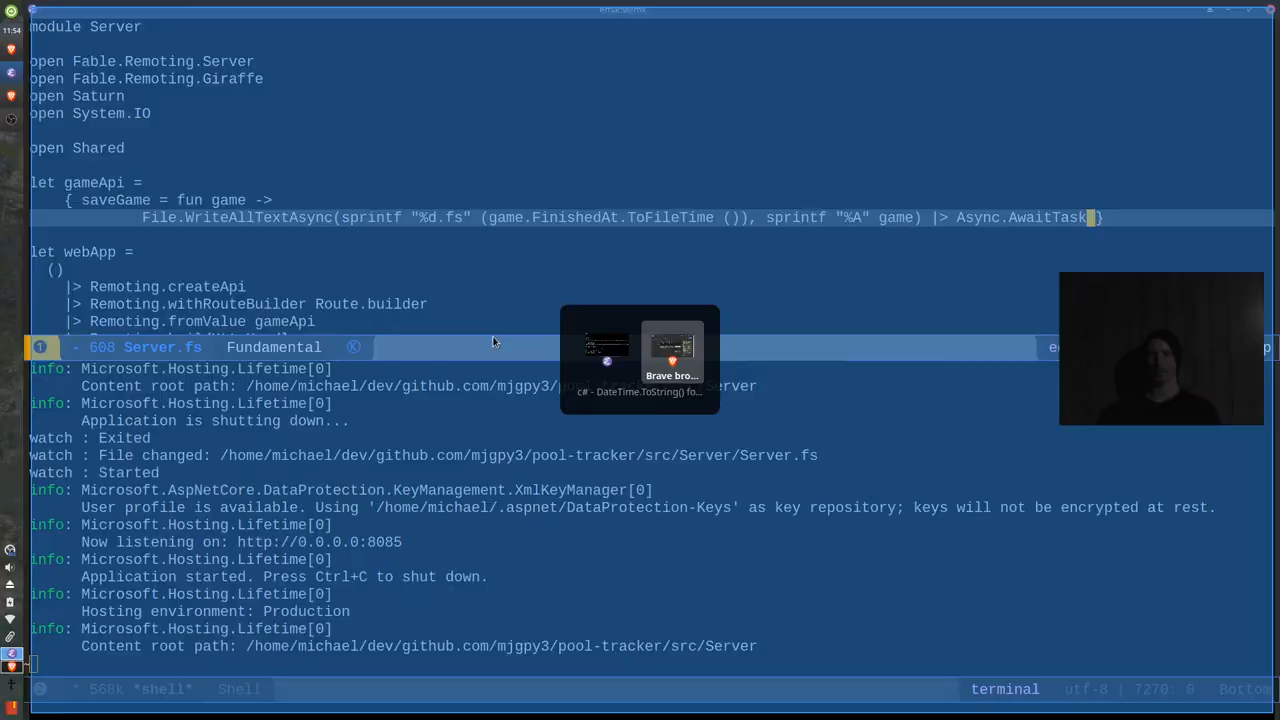 11:54
module Server
open Fable.Remoting.Server
open Fable.Remoting.Giraffe
open Saturn
open System.IO
open Shared
let gameApi =
{ saveGame = fun game ->
File.WriteAllTextAsync(sprintf "%d.fs" (game.FinishedAt.ToFileTime ()), sprintf "%A" game) |> Async.AwaitTask }
let webApp =
()
|> Remoting.createApi
|> Remoting.withRouteBuilder Route.builder
|> Remoting.fromValue gameApi
1 - 608 Server.fs Fundamental K
info: Microsoft.Hosting.Lifetime[0]
Content root path: /home/michael/dev/github.com/mjgpy3/ Server
info: Microsoft.Hosting.Lifetime[0]
Application is shutting down...
watch : Exited
watch : File changed: /home/michael/dev/github.com/mjgpy3/pool-tracker/src/Server/Server.fs
watch : Started
info: Microsoft.AspNetCore.DataProtection.KeyManagement.XmlKeyManager[0]
User profile is available. Using '/home/michael/.aspnet/DataProtection-Keys' as key repository; keys will not be encrypted at rest.
info: Microsoft.Hosting.Lifetime[0]
Now listening on: http://0.0.0.0:8085
info: Microsoft.Hosting.Lifetime[0]
Application started. Press Ctrl+C to shut down.
info: Microsoft.Hosting.Lifetime[0]
Hosting environment: Production
info: Microsoft.Hosting.Lifetime[0]
Content root path: /home/michael/dev/github.com/mjgpy3/pool-tracker/src/Server
2 * 568k *shell* Shell terminal utf-8 | 7270: 0 Bottom
Brave bro...
c# - DateTime.ToString() fo...